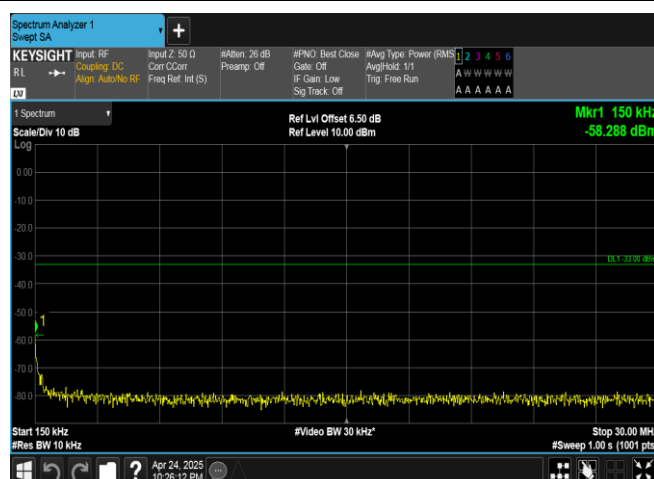 Spectrum Analyzer 1
Swept SA
+
KEYSIGHT
RL
LXI
Input: RF
Coupling: DC
Align: Auto/No RF
Input Z: 50 Ω
Corr CCorr
Freq Ref: Int (S)
#Atten: 26 dB
Preamp: Off
#PNO: Best Close
Gate: Off
IF Gain: Low
Sig Track: Off
#Avg Type: Power (RMS
Avg|Hold: 1/1
Trig: Free Run
1 2 3 4 5 6
A W W W W W
A A A A A A
1 Spectrum
Scale/Div 10 dB
Log
Ref Lvl Offset 6.50 dB
Ref Level 10.00 dBm
Mkr1 150 kHz
-58.288 dBm
0.00
-10.0
-20.0
-30.0
-40.0
-50.0
-60.0
-70.0
-80.0
DL1 -33.00 dBm
1
Start 150 kHz
#Res BW 10 kHz
#Video BW 30 kHz*
Stop 30.00 MHz
#Sweep 1.00 s (1001 pts
?
Apr 24, 2025
10:26:12 PM